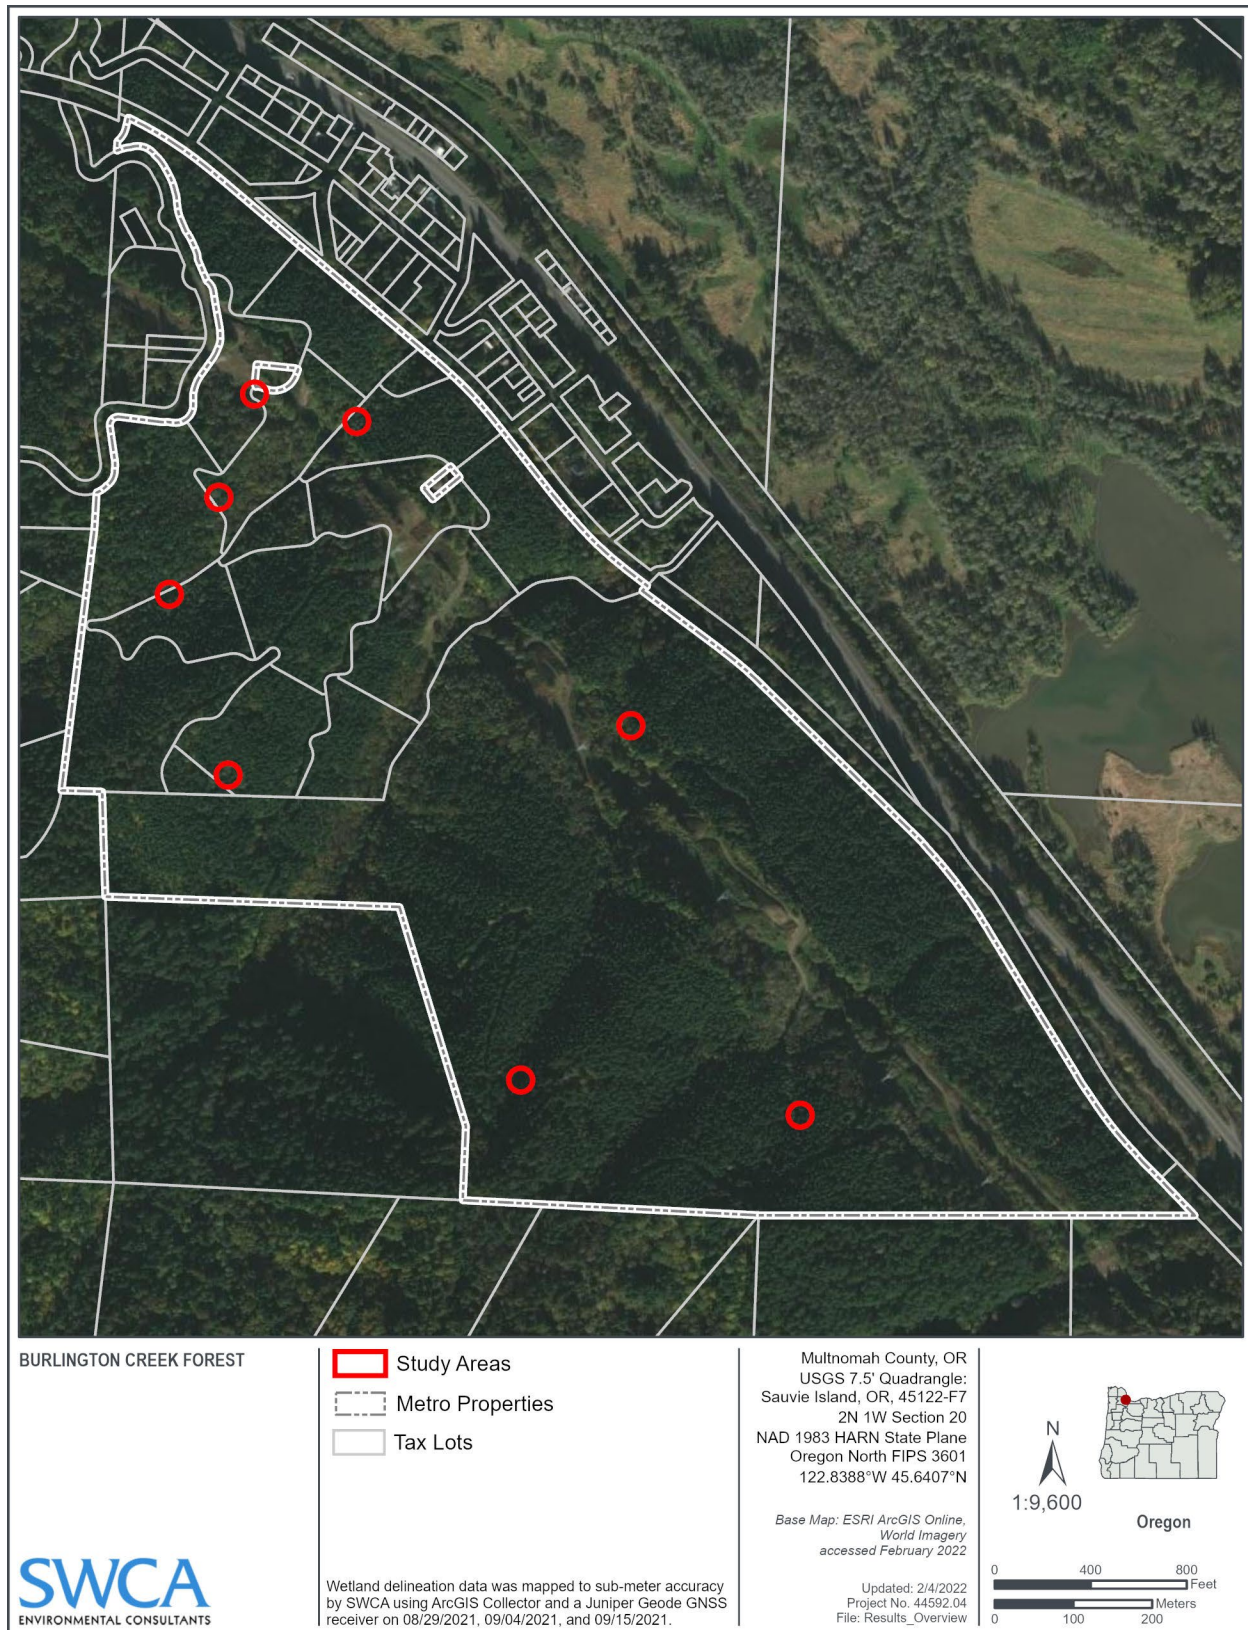 BURLINGTON CREEK FOREST
SWCA
ENVIRONMENTAL CONSULTANTS
Study Areas
Metro Properties
Tax Lots
Wetland delineation data was mapped to sub-meter accuracy
by SWCA using ArcGIS Collector and a Juniper Geode GNSS
receiver on 08/29/2021, 09/04/2021, and 09/15/2021.
Multnomah County, OR
USGS 7.5' Quadrangle:
Sauvie Island, OR, 45122-F7
2N 1W Section 20
NAD 1983 HARN State Plane
Oregon North FIPS 3601
122.8388°W 45.6407°N
Base Map: ESRI ArcGIS Online,
World Imagery
accessed February 2022
Updated: 2/4/2022
Project No. 44592.04
File: Results_Overview
N
1:9,600
Oregon
0 400 800
Feet
Meters
0 100 200